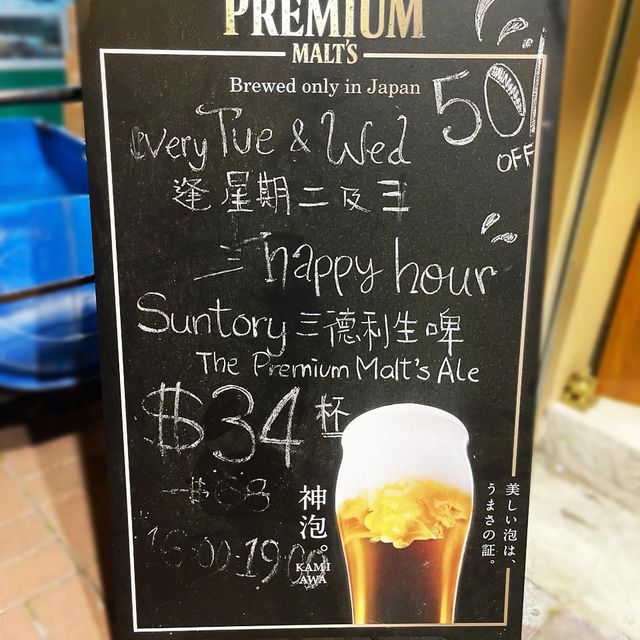 PREMIUM
MALT'S
Brewed only in Japan
50%
OFF
every Tue & Wed
逢星期二及三
happy hour
Suntory 三德利生啤
The Premium Malt's Ale
$34 杯
$68
16:00-19:00
神泡。
KAMI
AWA
美しい泡は、
うまさの証。